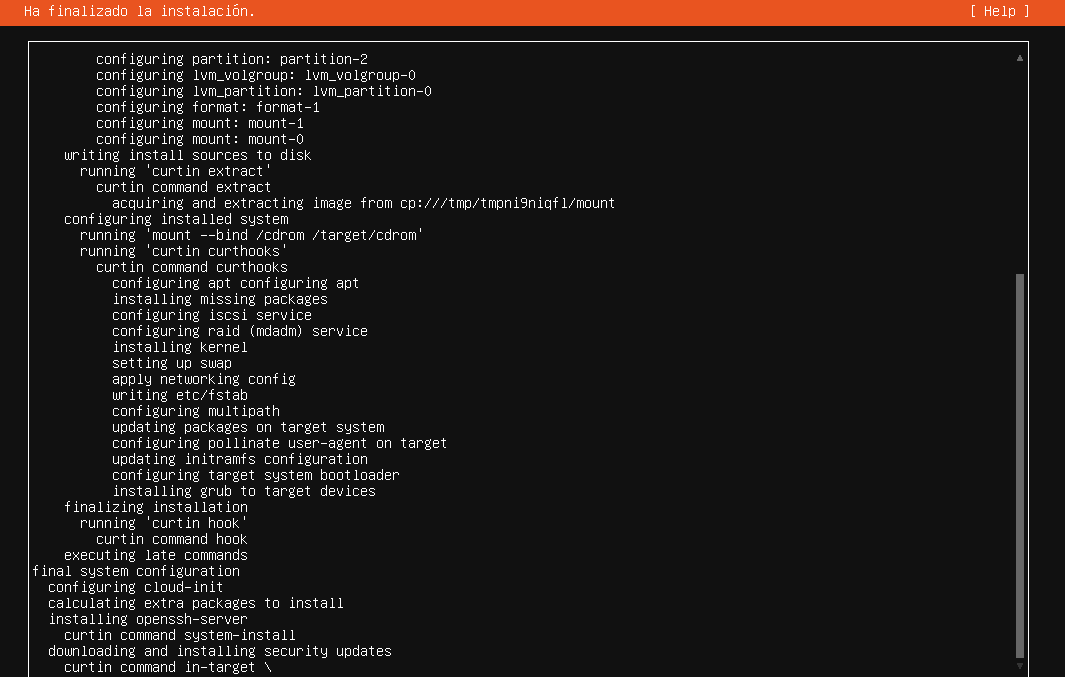 Ha finalizado la instalación.
[ Help ]
configuring partition: partition-2
configuring lvm_volgroup: lvm_volgroup-0
configuring lvm_partition: lvm_partition-0
configuring format: format-1
configuring mount: mount-1
configuring mount: mount-0
writing install sources to disk
running 'curtin extract'
curtin command extract
acquiring and extracting image from cp:///tmp/tmpni9niqfl/mount
configuring installed system
running 'mount --bind /cdrom /target/cdrom'
running 'curtin curthooks'
curtin command curthooks
configuring apt configuring apt
installing missing packages
configuring iscsi service
configuring raid (mdadm) service
installing kernel
setting up swap
apply networking config
writing etc/fstab
configuring multipath
updating packages on target system
configuring pollinate user-agent on target
updating initramfs configuration
configuring target system bootloader
installing grub to target devices
finalizing installation
running 'curtin hook'
curtin command hook
executing late commands
final system configuration
configuring cloud-init
calculating extra packages to install
installing openssh-server
curtin command system-install
downloading and installing security updates
curtin command in-target \